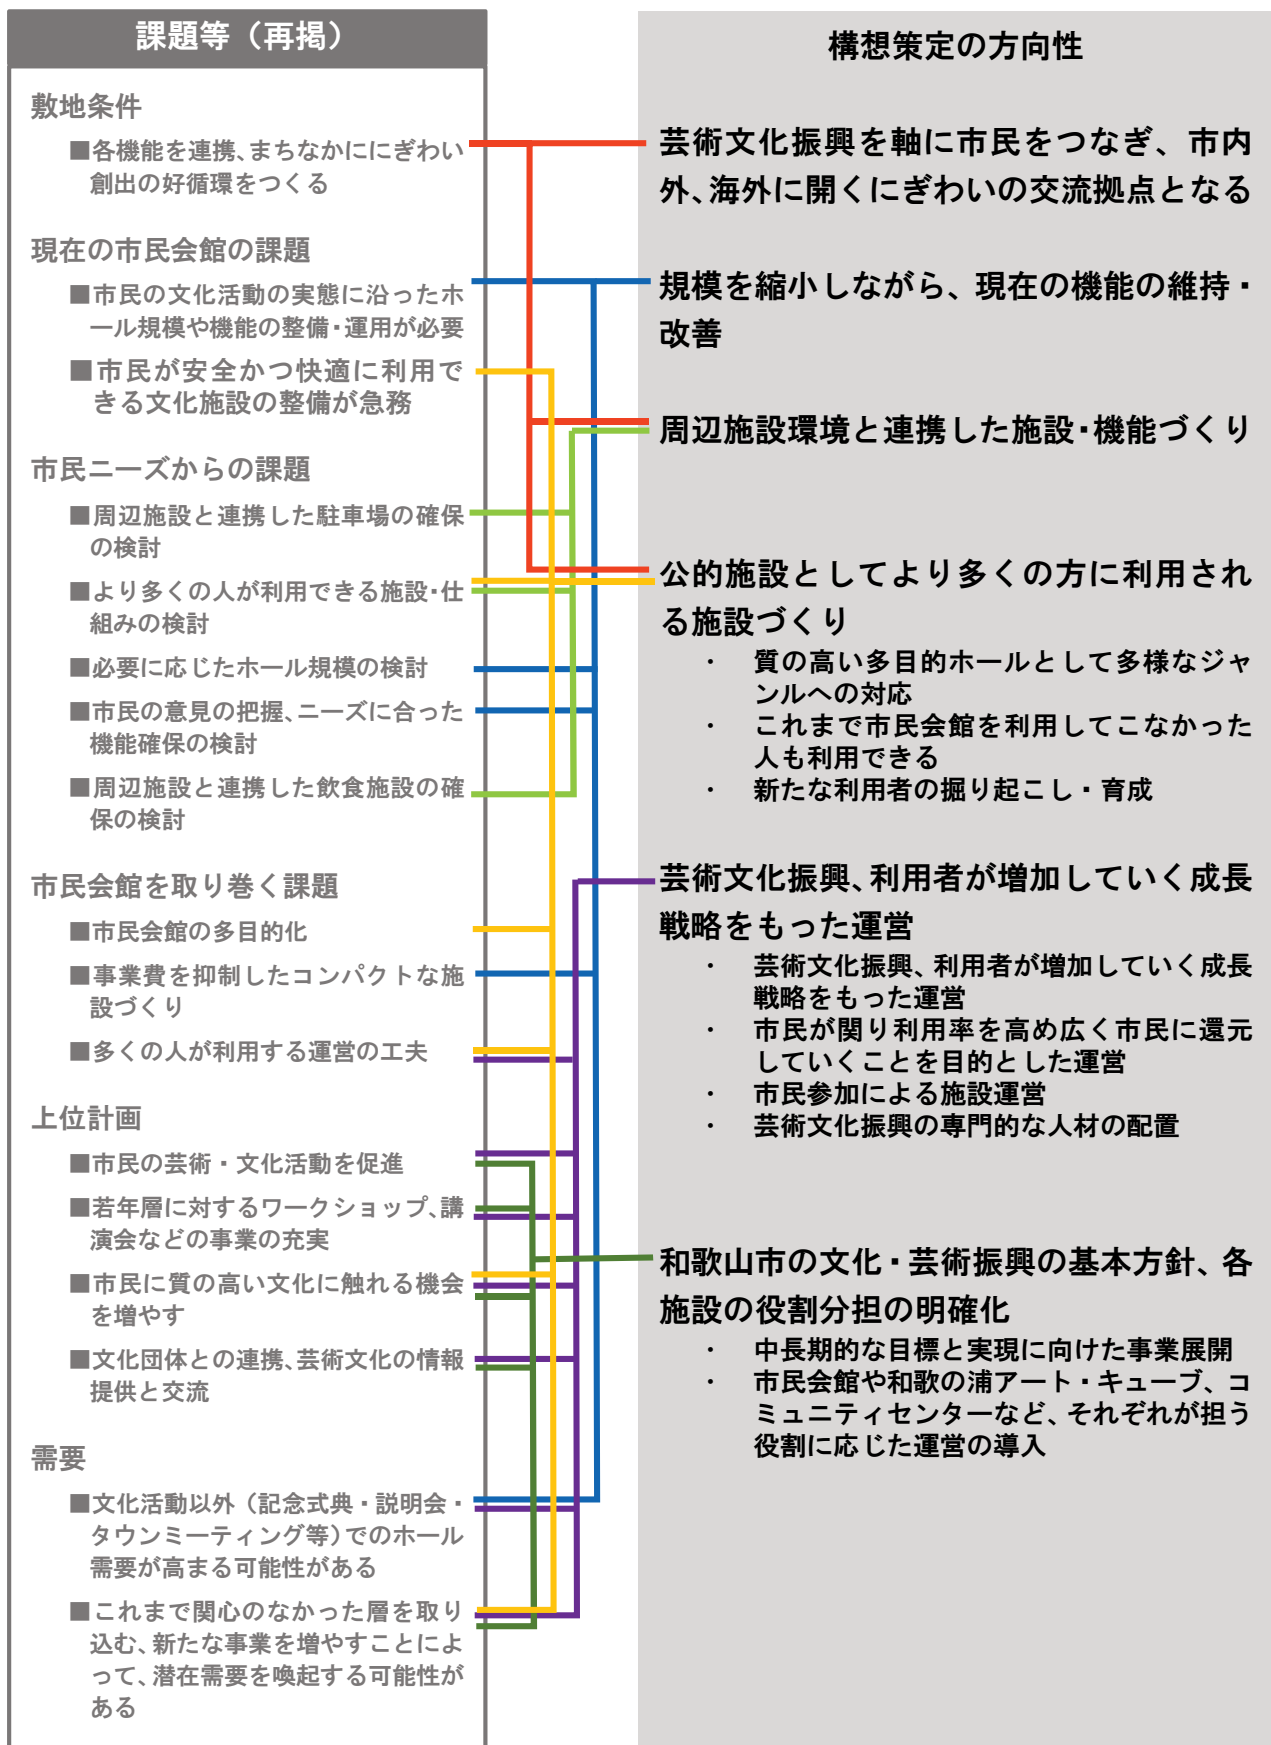 課題等（再掲）
敷地条件
■各機能を連携、まちなかににぎわい
創出の好循環をつくる
現在の市民会館の課題
■市民の文化活動の実態に沿ったホ
ール規模や機能の整備・運用が必要
■市民が安全かつ快適に利用で
きる文化施設の整備が急務
市民ニーズからの課題
■周辺施設と連携した駐車場の確保
の検討
■より多くの人が利用できる施設・仕
組みの検討
■必要に応じたホール規模の検討
■市民の意見の把握、ニーズに合った
機能確保の検討
■周辺施設と連携した飲食施設の確
保の検討
市民会館を取り巻く課題
■市民会館の多目的化
■事業費を抑制したコンパクトな施
設づくり
■多くの人が利用する運営の工夫
上位計画
■市民の芸術・文化活動を促進
■若年層に対するワークショップ、講
演会などの事業の充実
■市民に質の高い文化に触れる機会
を増やす
■文化団体との連携、芸術文化の情報
提供と交流
需要
■文化活動以外（記念式典・説明会・
タウンミーティング等）でのホール
需要が高まる可能性がある
■これまで関心のなかった層を取り
込む、新たな事業を増やすことによ
って、潜在需要を喚起する可能性が
ある
構想策定の方向性
芸術文化振興を軸に市民をつなぎ、市内
外、海外に開くにぎわいの交流拠点となる
規模を縮小しながら、現在の機能の維持・
改善
周辺施設環境と連携した施設・機能づくり
公的施設としてより多くの方に利用され
る施設づくり
・ 質の高い多目的ホールとして多様なジャ
ンルへの対応
・ これまで市民会館を利用してこなかった
人も利用できる
・ 新たな利用者の掘り起こし・育成
芸術文化振興、利用者が増加していく成長
戦略をもった運営
・ 芸術文化振興、利用者が増加していく成長
戦略をもった運営
・ 市民が関り利用率を高め広く市民に還元
していくことを目的とした運営
・ 市民参加による施設運営
・ 芸術文化振興の専門的な人材の配置
和歌山市の文化・芸術振興の基本方針、各
施設の役割分担の明確化
・ 中長期的な目標と実現に向けた事業展開
・ 市民会館や和歌の浦アート・キューブ、コ
ミュニティセンターなど、それぞれが担う
役割に応じた運営の導入